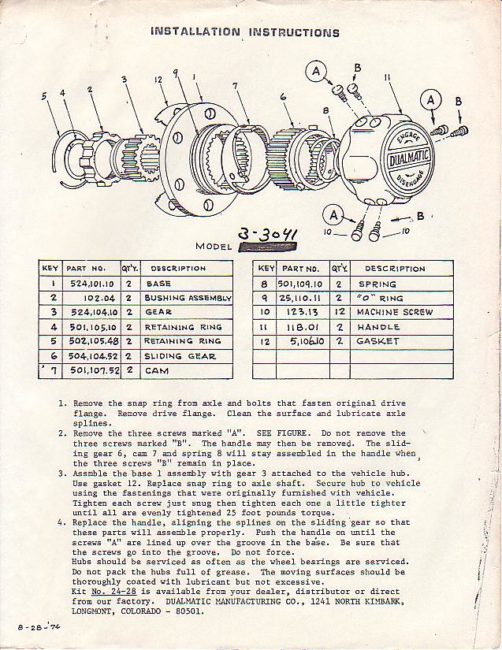 INSTALLATION INSTRUCTIONS
5
4
2
3
12
9
1
7
6
8
A
B
11
A
B
ENGAGE
DUALMATIC
DISENGAGE
A
B
10
10
MODEL 3-3041
KEY PART NO. QT'Y. DESCRIPTION
1 524,101.10 2 BASE
2 102.04 2 BUSHING ASSEMBLY
3 524,104.10 2 GEAR
4 501,105.10 2 RETAINING RING
5 502,105.48 2 RETAINING RING
6 504,104.52 2 SLIDING GEAR
7 501,107.52 2 CAM
KEY PART NO. QT'Y. DESCRIPTION
8 501,109.10 2 SPRING
9 25,110.11 2 "O" RING
10 123.13 12 MACHINE SCREW
11 118.01 2 HANDLE
12 5,106.10 2 GASKET
1. Remove the snap ring from axle and bolts that fasten original drive
flange. Remove drive flange. Clean the surface and lubricate axle
splines.
2. Remove the three screws marked "A". SEE FIGURE. Do not remove the
three screws marked "B". The handle may then be removed. The slid-
ing gear 6, cam 7 and spring 8 will stay assembled in the handle when
the three screws "B" remain in place.
3. Assmble the base 1 assembly with gear 3 attached to the vehicle hub.
Use gasket 12. Replace snap ring to axle shaft. Secure hub to vehicle
using the fastenings that were originally furnished with vehicle.
Tighten each screw just snug then tighten each one a little tighter
until all are evenly tightened 25 foot pounds torque.
4. Replace the handle, aligning the splines on the sliding gear so that
these parts will assemble properly. Push the handle on until the
screws "A" are lined up over the groove in the base. Be sure that
the screws go into the groove. Do not force.
Hubs should be serviced as often as the wheel bearings are serviced.
Do not pack the hubs full of grease. The moving surfaces should be
thoroughly coated with lubricant but not excessive.
Kit No. 24-28 is available from your dealer, distributor or direct
from our factory. DUALMATIC MANUFACTURING CO., 1241 NORTH KIMBARK,
LONGMONT, COLORADO - 80501.
8-28-'74